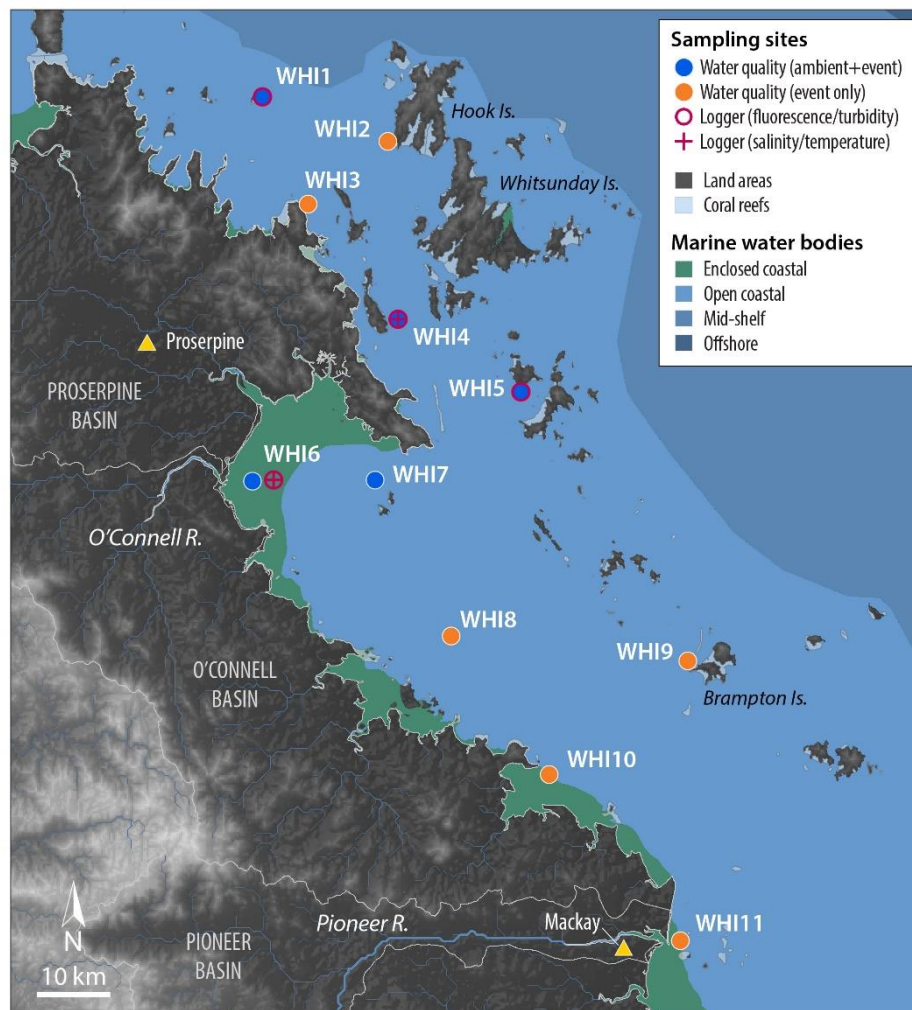 Sampling sites
Water quality (ambient+event)
Water quality (event only)
Logger (fluorescence/turbidity)
Logger (salinity/temperature)
Land areas
Coral reefs
Marine water bodies
Enclosed coastal
Open coastal
Mid-shelf
Offshore
WHI1
Hook Is.
WHI2
WHI3
Whitsunday Is.
WHI4
Proserpine
PROSERPINE
BASIN
WHI5
WHI6
WHI7
O'Connell R.
WHI8
WHI9
O'CONNELL
BASIN
Brampton Is.
WHI10
Pioneer R.
Mackay
WHI11
PIONEER
BASIN
N
10 km